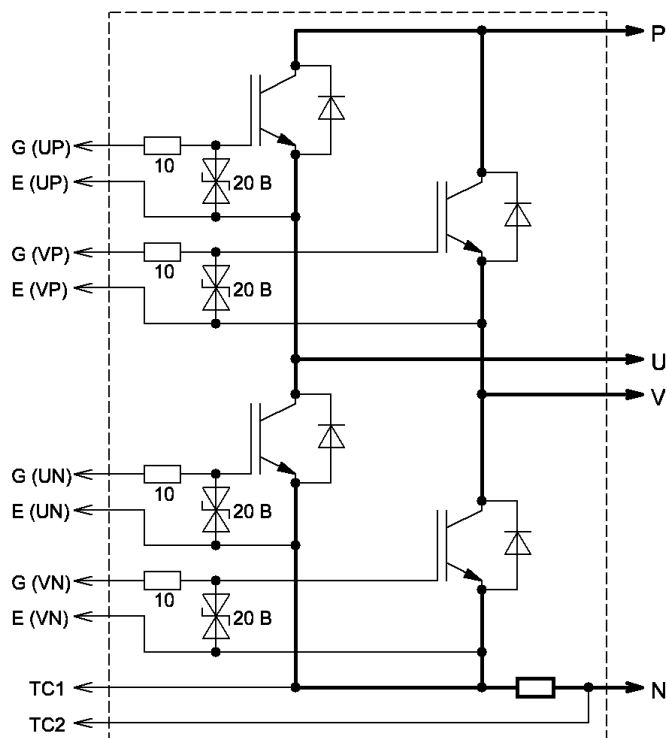 P
G (UP)
10
E (UP)
20 В
G (VP)
10
E (VP)
20 В
U
V
G (UN)
10
E (UN)
20 В
G (VN)
10
E (VN)
20 В
TC1
N
TC2